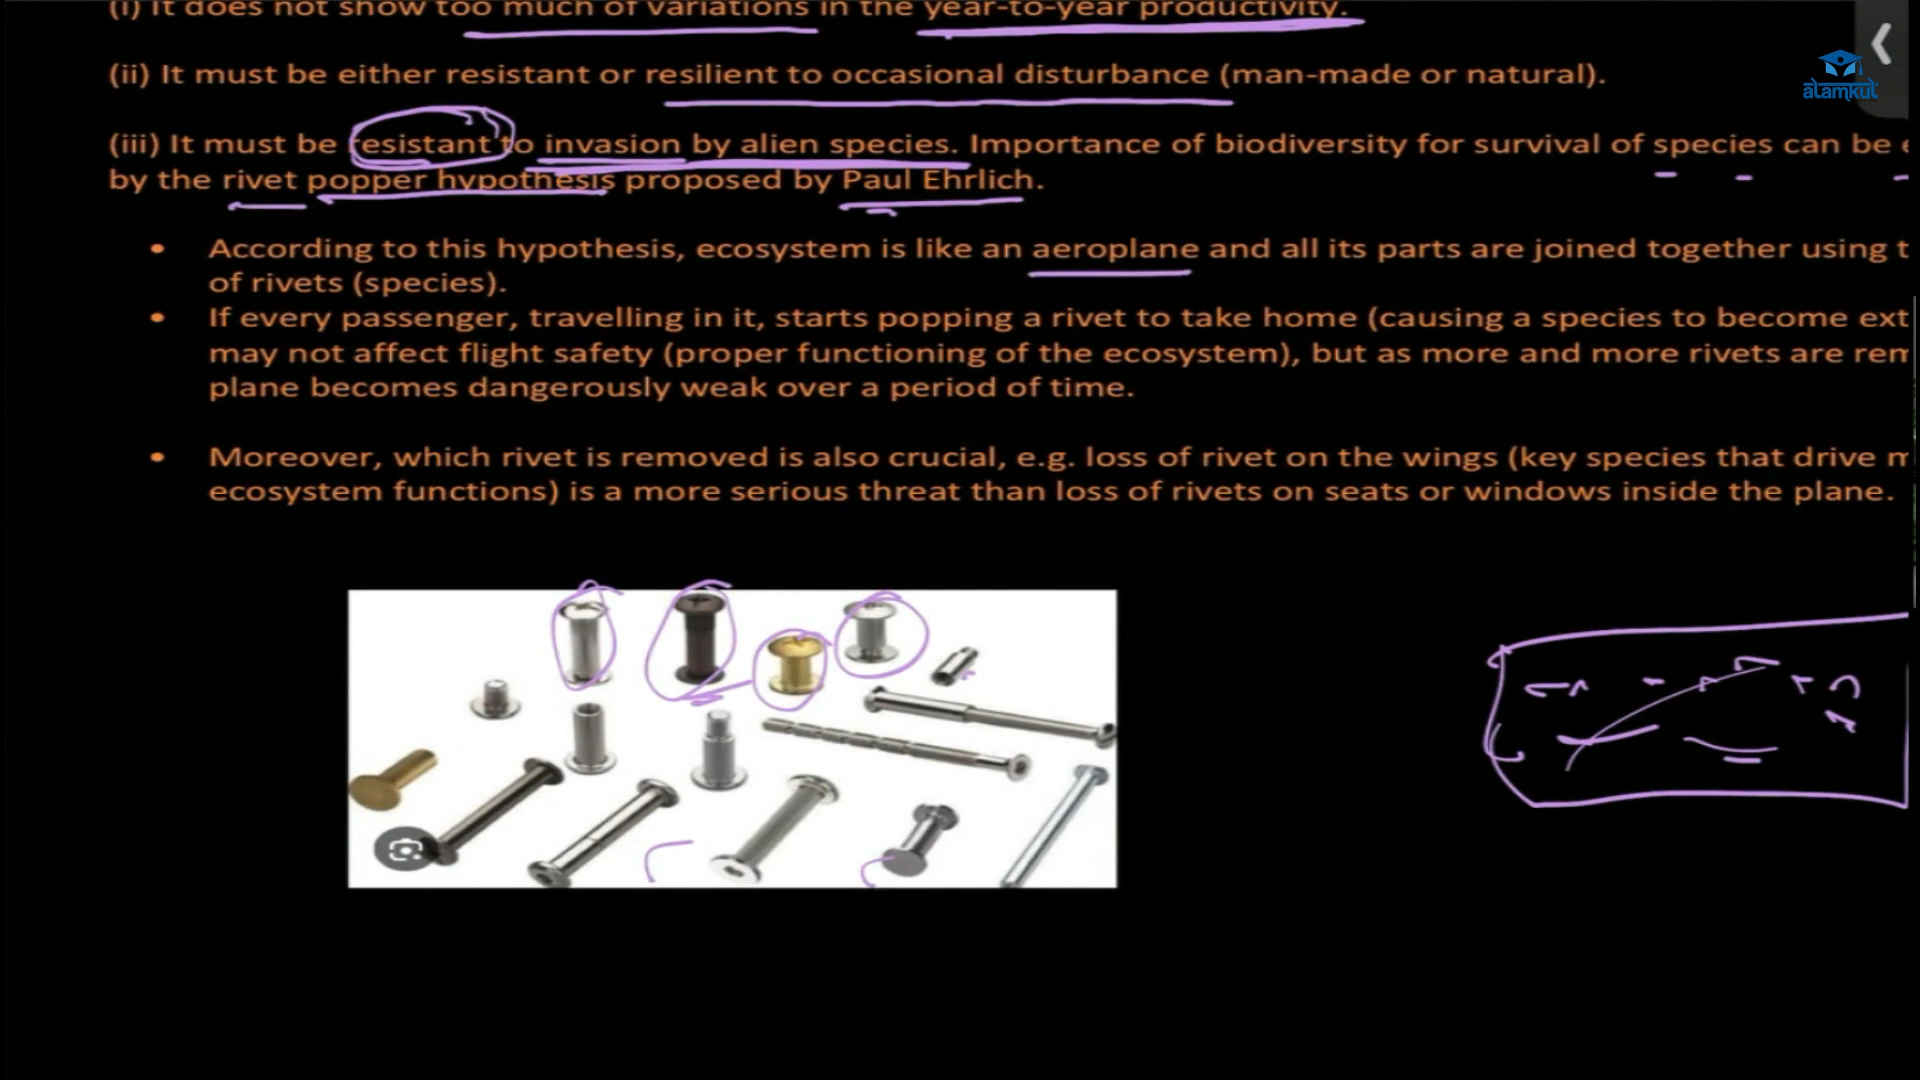 (i) It does not show too much of variations in the year-to-year productivity.
(ii) It must be either resistant or resilient to occasional disturbance (man-made or natural).
(iii) It must be resistant to invasion by alien species. Importance of biodiversity for survival of species can be
by the rivet popper hypothesis proposed by Paul Ehrlich.
• According to this hypothesis, ecosystem is like an aeroplane and all its parts are joined together using
of rivets (species).
• If every passenger, travelling in it, starts popping a rivet to take home (causing a species to become ext
may not affect flight safety (proper functioning of the ecosystem), but as more and more rivets are rem
plane becomes dangerously weak over a period of time.
• Moreover, which rivet is removed is also crucial, e.g. loss of rivet on the wings (key species that drive m
ecosystem functions) is a more serious threat than loss of rivets on seats or windows inside the plane.
alamkut